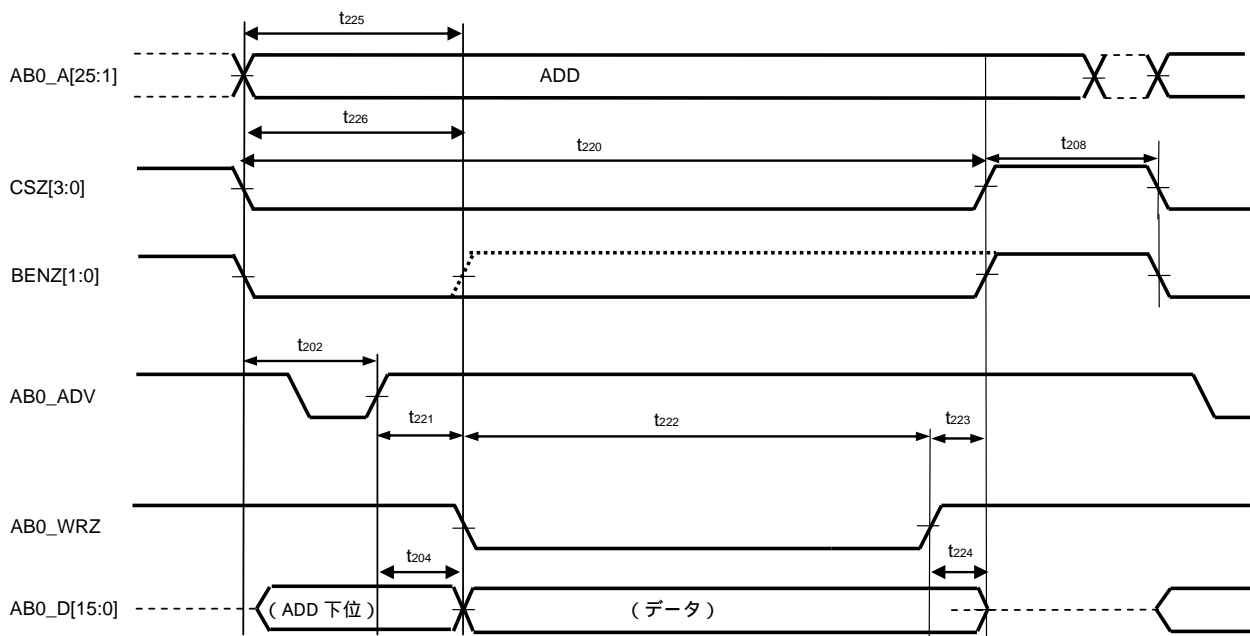 t225
AB0_A[25:1]
ADD
t226
t220
t208
CSZ[3:0]
BENZ[1:0]
t202
AB0_ADV
t221
t222
t223
AB0_WRZ
t204
t224
AB0_D[15:0]
(ADD 下位)
(データ)